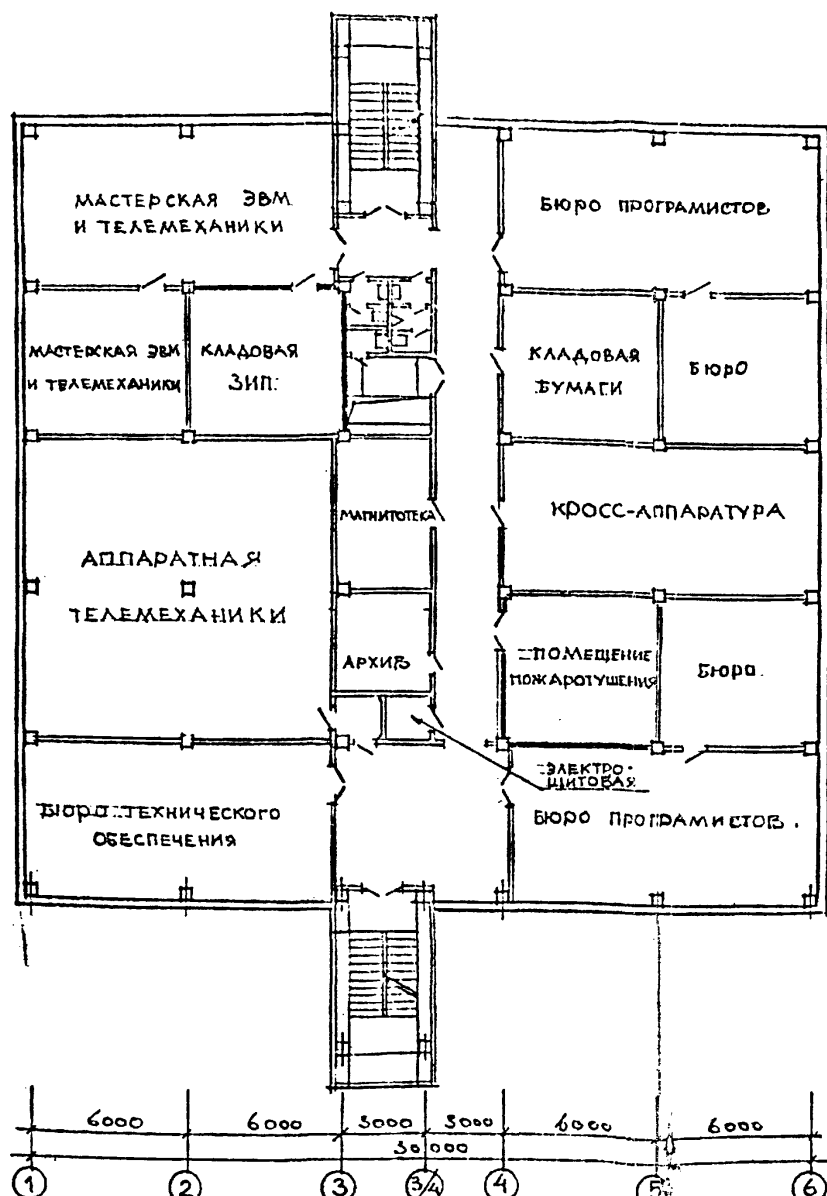 МАСТЕРСКАЯ ЭВМ
И ТЕЛЕМЕХАНИКИ
БЮРО ПРОГРАМИСТОВ
МАСТЕРСКАЯ ЭВМ
И ТЕЛЕМЕХАНИКИ
КЛАДОВАЯ
ЗИП
КЛАДОВАЯ
БУМАГИ
БЮРО
МАГНИТОТЕКА
КРОСС-АППАРАТУРА
АППАРАТНАЯ
ТЕЛЕМЕХАНИКИ
АРХИВ
ПОМЕЩЕНИЕ
ПОЖАРОТУШЕНИЯ
БЮРО
ЭЛЕКТРО-
ЩИТОВАЯ
БЮРО ТЕХНИЧЕСКОГО
ОБЕСПЕЧЕНИЯ
БЮРО ПРОГРАМИСТОВ.
6000 6000 3000 3000 6000 6000
30000
1 2 3 3/4 4 5 6